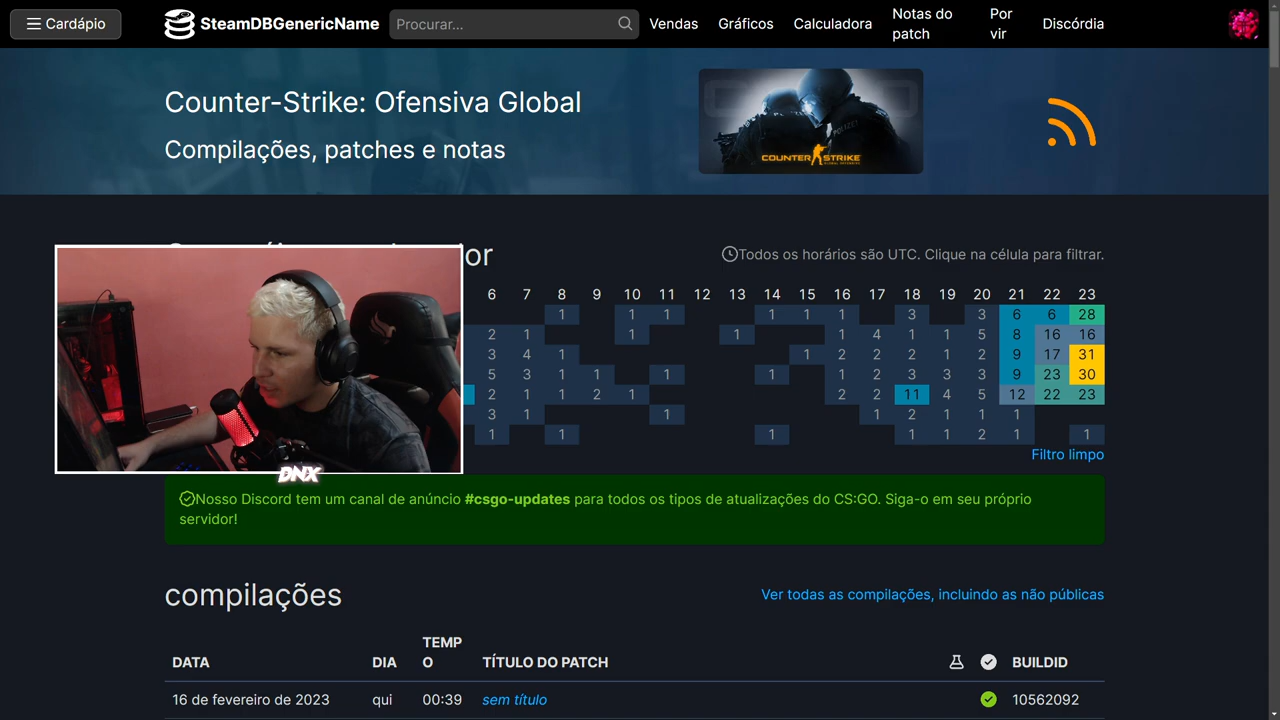 Cardápio
SteamDBGenericName
Procurar...
Vendas
Gráficos
Calculadora
Notas do patch
Por vir
Discórdia
Counter-Strike: Ofensiva Global
Compilações, patches e notas
COUNTER STRIKE
Todos os horários são UTC. Clique na célula para filtrar.
6 7 8 9 10 11 12 13 14 15 16 17 18 19 20 21 22 23
1 1 1 1 1 1 3 3 6 6 28
2 1 1 1 1 4 1 1 5 8 16 16
3 4 1 1 2 2 2 1 2 9 17 31
5 3 1 1 1 1 1 2 3 3 3 9 23 30
2 1 1 2 1 2 2 11 4 5 12 22 23
3 1 1 1 2 1 1 1
1 1 1 1 1 2 1 1
Filtro limpo
DNX
Nosso Discord tem um canal de anúncio #csgo-updates para todos os tipos de atualizações do CS:GO. Siga-o em seu próprio
servidor!
compilações
Ver todas as compilações, incluindo as não públicas
DATA DIA TEMPO TÍTULO DO PATCH BUILDID
16 de fevereiro de 2023 qui 00:39 sem título 10562092